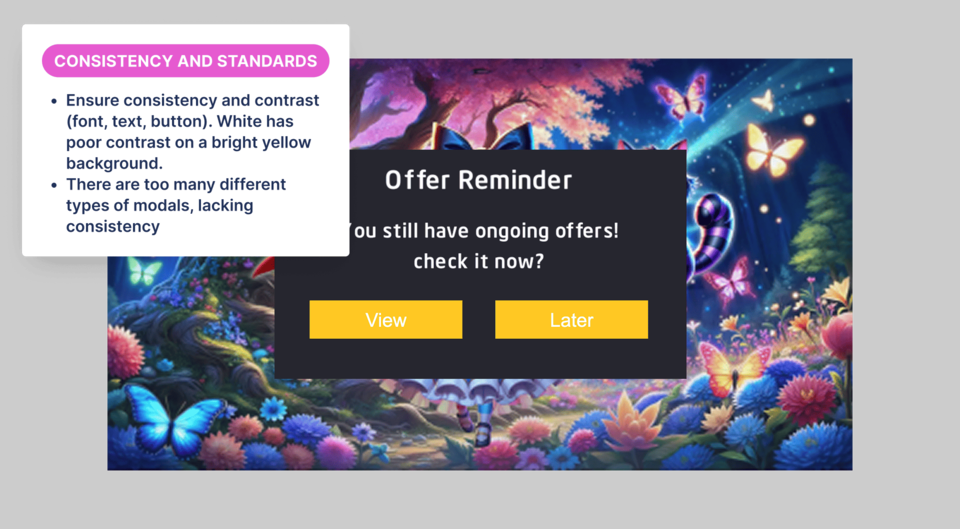 CONSISTENCY AND STANDARDS
• Ensure consistency and contrast
(font, text, button). White has
poor contrast on a bright yellow
background.
• There are too many different
types of modals, lacking
consistency
Offer Reminder
You still have ongoing offers!
check it now?
View
Later